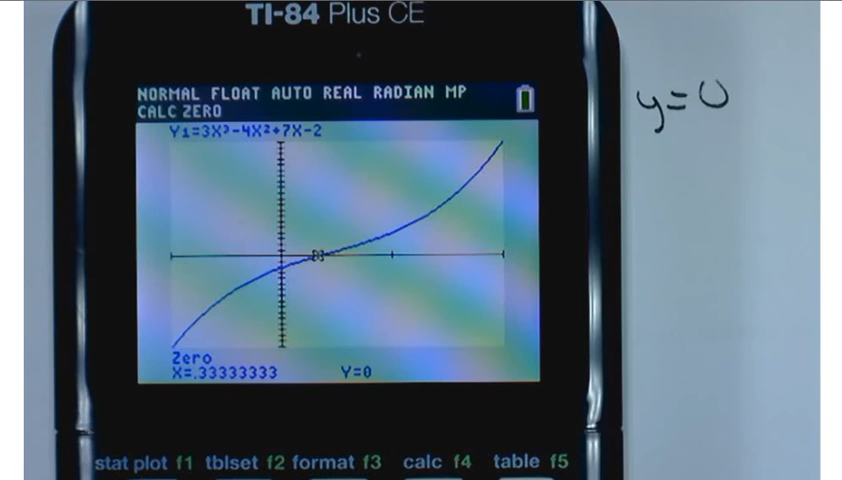 TI-84 Plus CE
NORMAL FLOAT AUTO REAL RADIAN MP
CALC ZERO
Y₁=3X³-4X²+7X-2
y=0
Zero
X=.33333333 Y=0
stat plot f1 tblset f2 format f3 calc f4 table f5